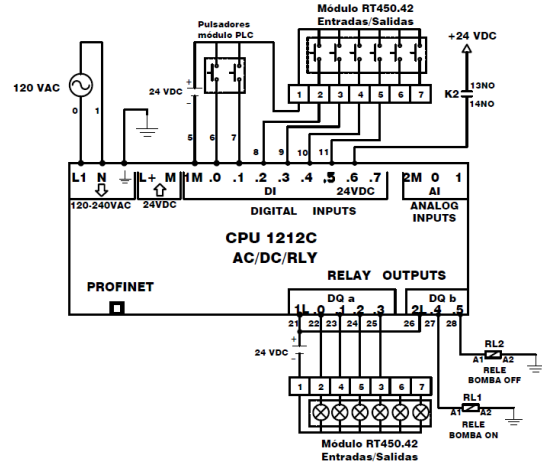 Módulo RT450.42
Entradas/Salidas
Pulsadores
módulo PLC
+24 VDC
120 VAC
0 1
+
24 VDC
-
1 2 3 4 5 6 7
13NO
K2
14NO
5 6 7 8 9 10 11
L1 N L+ M 1M .0 .1 .2 .3 .4 .5 .6 .7 2M 0 1
120-240VAC 24VDC DI 24VDC AI
DIGITAL INPUTS
ANALOG
INPUTS
CPU 1212C
AC/DC/RLY
RELAY OUTPUTS
PROFINET
DQ a DQ b
1L .0 .1 .2 .3 2L .4 .5
21 22 23 24 25 26 27 28
+
24 VDC
-
RL2
A1 A2
RELE
BOMBA OFF
1 2 4 5 3 6 7
RL1
A1 A2
RELE
BOMBA ON
Módulo RT450.42
Entradas/Salidas